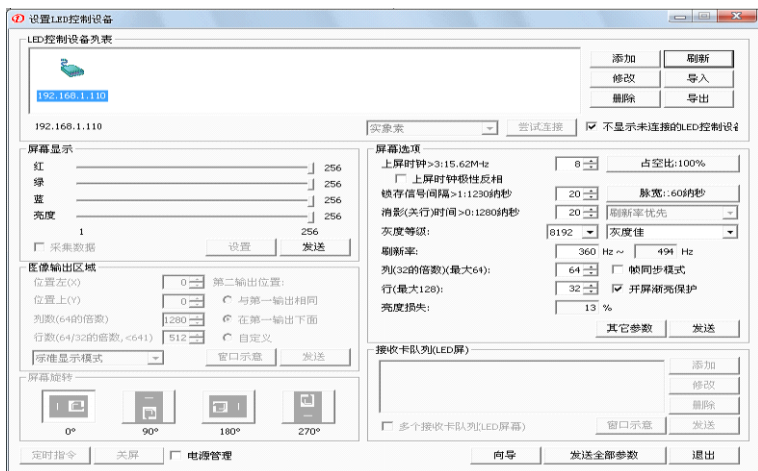 设置LED控制设备
LED控制设备列表
192.168.1.110
添加
刷新
修改
导入
删除
导出
192.168.1.110
实象素
尝试连接
不显示未连接的LED控制设备
屏幕显示
红 256
绿 256
蓝 256
亮度 256
1 256
采集数据
设置
发送
图像输出区域
位置左(X) 0 第二输出位置:
位置上(Y) 0 与第一输出相同
列数(64的倍数) 1280 在第一输出下面
行数(64/32的倍数,<641) 512 自定义
标准显示模式
窗口示意
发送
屏幕旋转
0° 90° 180° 270°
定时指令
关屏
电源管理
屏幕选项
上屏时钟>3:15.62MHz 8 占空比:100%
上屏时钟极性反相
锁存信号间隔>1:1230纳秒 20 脉宽:60纳秒
消影(关行)时间>0:1280纳秒 20 刷新率优先
灰度等级: 8192 灰度佳
刷新率: 360 Hz ~ 494 Hz
列(32的倍数)(最大64): 64 帧同步模式
行(最大128): 32 开屏渐亮保护
亮度损失: 13 %
其它参数
发送
接收卡队列(LED屏)
添加
修改
删除
多个接收卡队列(LED屏幕)
窗口示意
发送
向导
发送全部参数
退出